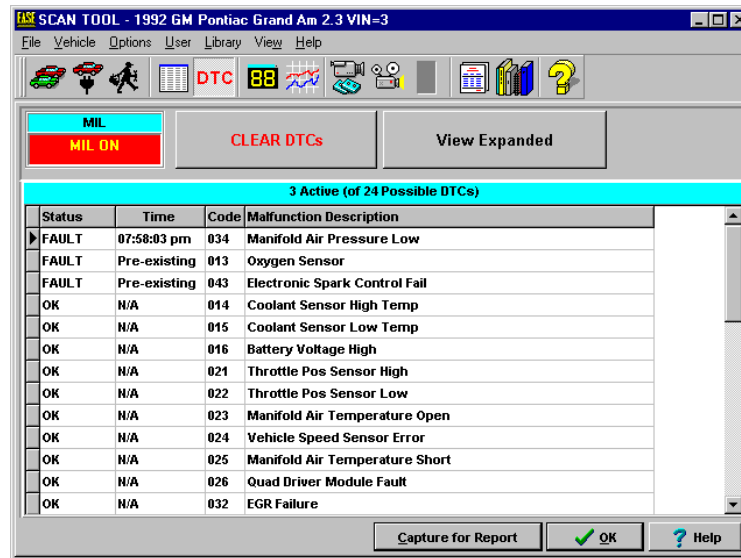 EASE SCAN TOOL - 1992 GM Pontiac Grand Am 2.3 VIN=3
File Vehicle Options User Library View Help
DTC 88
MIL
MIL ON
CLEAR DTCs
View Expanded
3 Active (of 24 Possible DTCs)
Status Time Code Malfunction Description
FAULT 07:58:03 pm 034 Manifold Air Pressure Low
FAULT Pre-existing 013 Oxygen Sensor
FAULT Pre-existing 043 Electronic Spark Control Fail
OK N/A 014 Coolant Sensor High Temp
OK N/A 015 Coolant Sensor Low Temp
OK N/A 016 Battery Voltage High
OK N/A 021 Throttle Pos Sensor High
OK N/A 022 Throttle Pos Sensor Low
OK N/A 023 Manifold Air Temperature Open
OK N/A 024 Vehicle Speed Sensor Error
OK N/A 025 Manifold Air Temperature Short
OK N/A 026 Quad Driver Module Fault
OK N/A 032 EGR Failure
Capture for Report OK ? Help